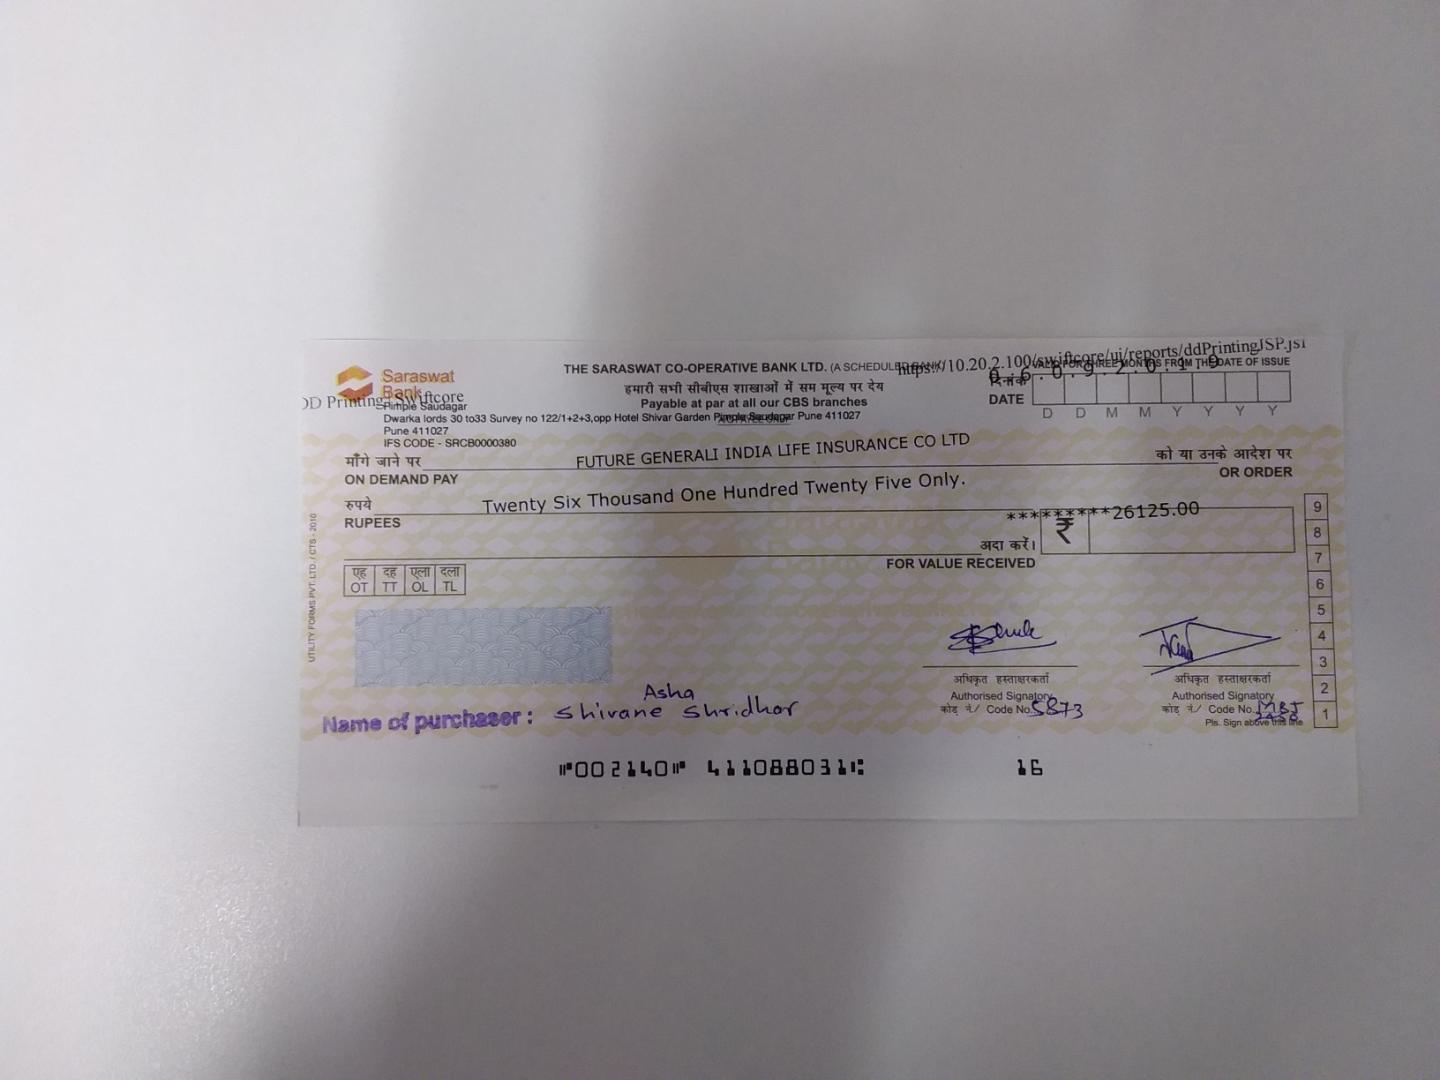 THE SARASWAT CO-OPERATIVE BANK LTD. (A SCHEDULED BANK)
https://10.20.2.100/swiftcore/uj/reports/ddPrintingJSP.jsl
VALID FOR THREE MONTHS FROM THE DATE OF ISSUE
Saraswat
Bank
DD Printing : Swiftcore
हमारी सभी सीबीएस शाखाओं में सम मूल्य पर देय
Payable at par at all our CBS branches
दिनांक
DATE
0 6 . 0 9 . 2 0 1 9
D D M M Y Y Y Y
Pimple Saudagar
Dwarka lords 30 to33 Survey no 122/1+2+3,opp Hotel Shivar Garden Pimple Saudagar Pune 411027
Pune 411027
IFS CODE - SRCB0000380
माँगे जाने पर
ON DEMAND PAY
FUTURE GENERALI INDIA LIFE INSURANCE CO LTD
को या उनके आदेश पर
OR ORDER
रुपये
RUPEES
Twenty Six Thousand One Hundred Twenty Five Only.
*********26125.00
₹
अदा करें।
FOR VALUE RECEIVED
एह दह एला दला
OT TT OL TL
UTILITY FORMS PVT. LTD. / CTS - 2010
9
8
7
6
5
4
3
2
1
अधिकृत हस्ताक्षरकर्ता
Authorised Signatory
कोड़ नं./ Code No. 5873
अधिकृत हस्ताक्षरकर्ता
Authorised Signatory
कोड़ नं./ Code No.
Pls. Sign above this line
Asha
Name of purchaser : Shivane Shridhar
⑈002140⑈ 411088031⑆ 16